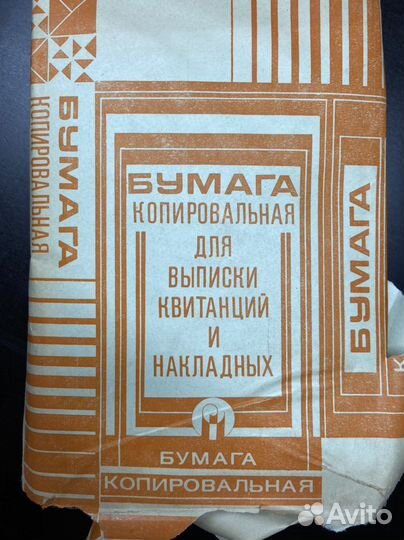 БУМАГА
КОПИРОВАЛЬНАЯ
БУМАГА
КОПИРОВАЛЬНАЯ
ДЛЯ
ВЫПИСКИ
КВИТАНЦИЙ
И
НАКЛАДНЫХ
БУМАГА
КОПИРОВАЛЬНАЯ
БУМАГА
К
Avito